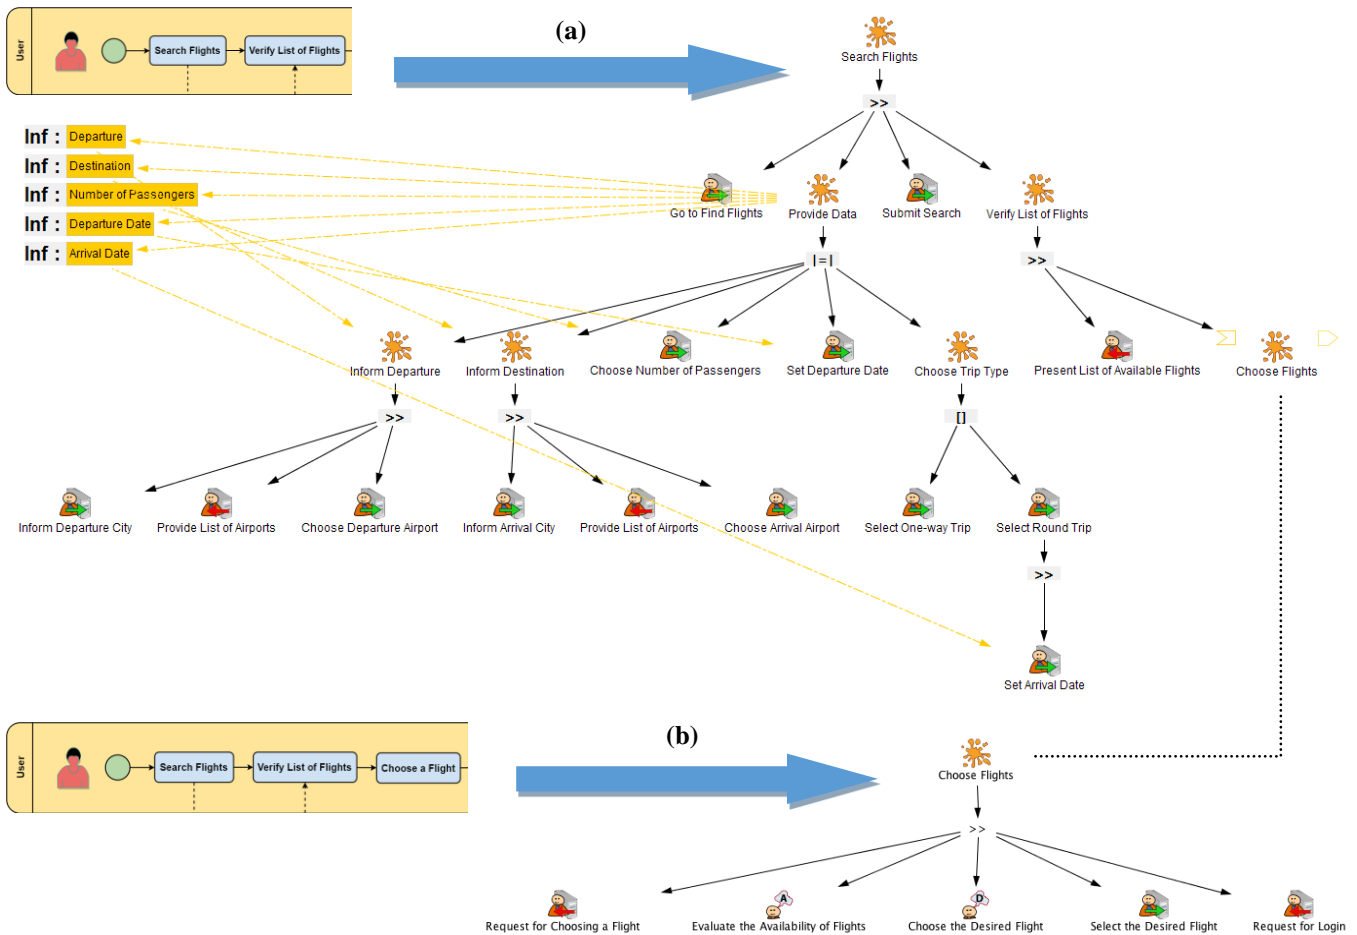 (a)
User
Search Flights
Verify List of Flights
Search Flights
>>
Inf : Departure
Inf : Destination
Inf : Number of Passengers
Inf : Departure Date
Inf : Arrival Date
Go to Find Flights
Provide Data
Submit Search
Verify List of Flights
|=|
>>
Inform Departure
Inform Destination
Choose Number of Passengers
Set Departure Date
Choose Trip Type
Present List of Available Flights
Choose Flights
>>
>>
[]
Inform Departure City
Provide List of Airports
Choose Departure Airport
Inform Arrival City
Provide List of Airports
Choose Arrival Airport
Select One-way Trip
Select Round Trip
>>
Set Arrival Date
(b)
User
Search Flights
Verify List of Flights
Choose a Flight
Choose Flights
>>
A
D
Request for Choosing a Flight
Evaluate the Availability of Flights
Choose the Desired Flight
Select the Desired Flight
Request for Login